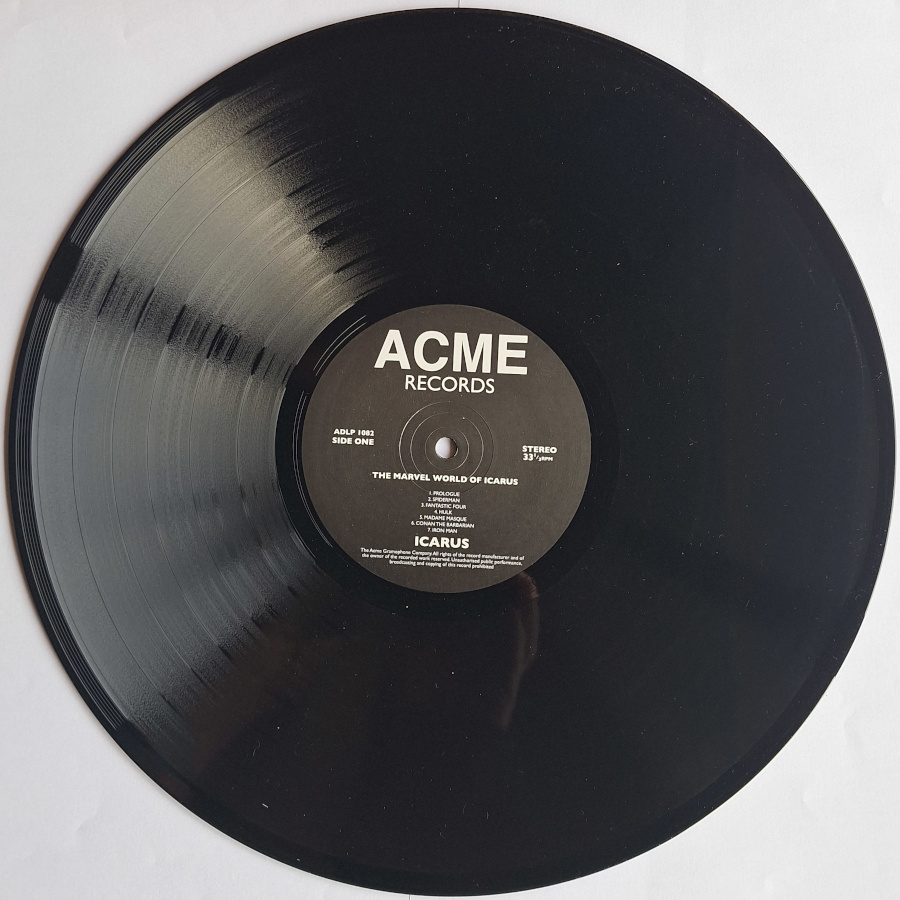 ACME
RECORDS
ADLP 1082
SIDE ONE
STEREO
33⅓RPM
THE MARVEL WORLD OF ICARUS
1. PROLOGUE
2. SPIDERMAN
3. FANTASTIC FOUR
4. HULK
5. MADAME MASQUE
6. CONAN THE BARBARIAN
7. IRON MAN
ICARUS
The Acme Gramophone Company. All rights of the record manufacturer and of
the owner of the recorded work reserved. Unauthorised public performance,
broadcasting and copying of this record prohibited